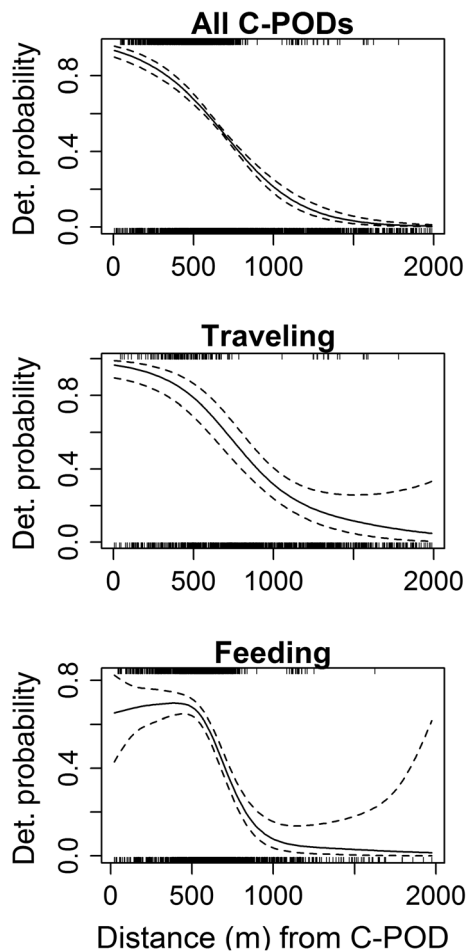 All C-PODs
Det. probability
0.0 0.4 0.8
0 500 1000 2000
Traveling
Det. probability
0.0 0.4 0.8
0 500 1000 2000
Feeding
Det. probability
0.0 0.4 0.8
0 500 1000 2000
Distance (m) from C-POD